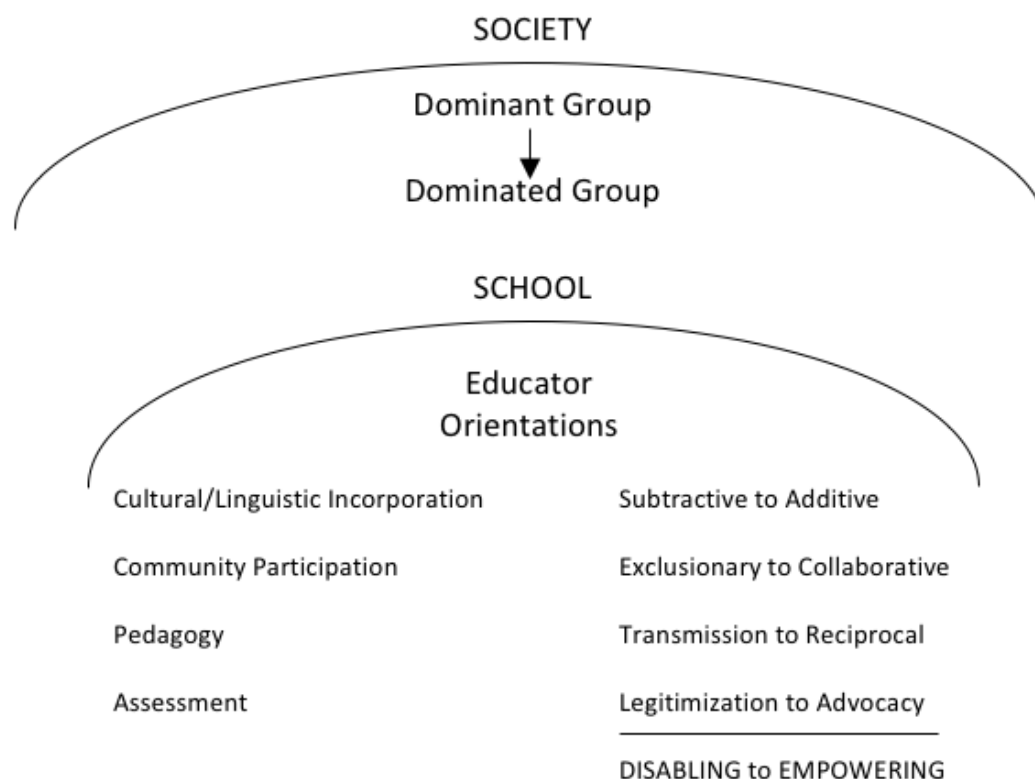 SOCIETY
Dominant Group
Dominated Group
SCHOOL
Educator
Orientations
Cultural/Linguistic Incorporation Subtractive to Additive
Community Participation Exclusionary to Collaborative
Pedagogy Transmission to Reciprocal
Assessment Legitimization to Advocacy
DISABLING to EMPOWERING